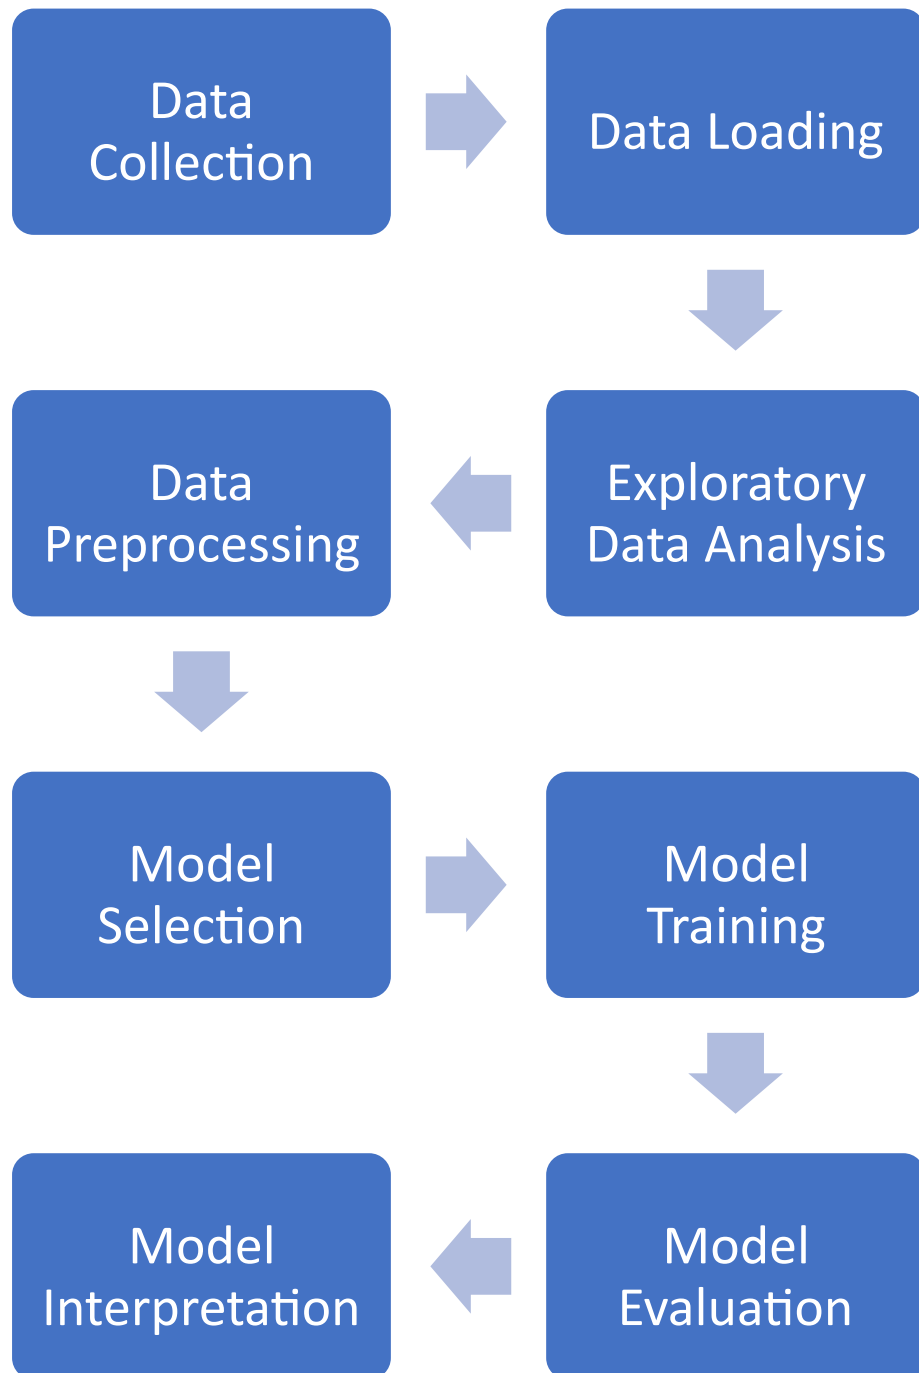 Data
Collection
Data Loading
Exploratory
Data Analysis
Data
Preprocessing
Model
Selection
Model
Training
Model
Evaluation
Model
Interpretation